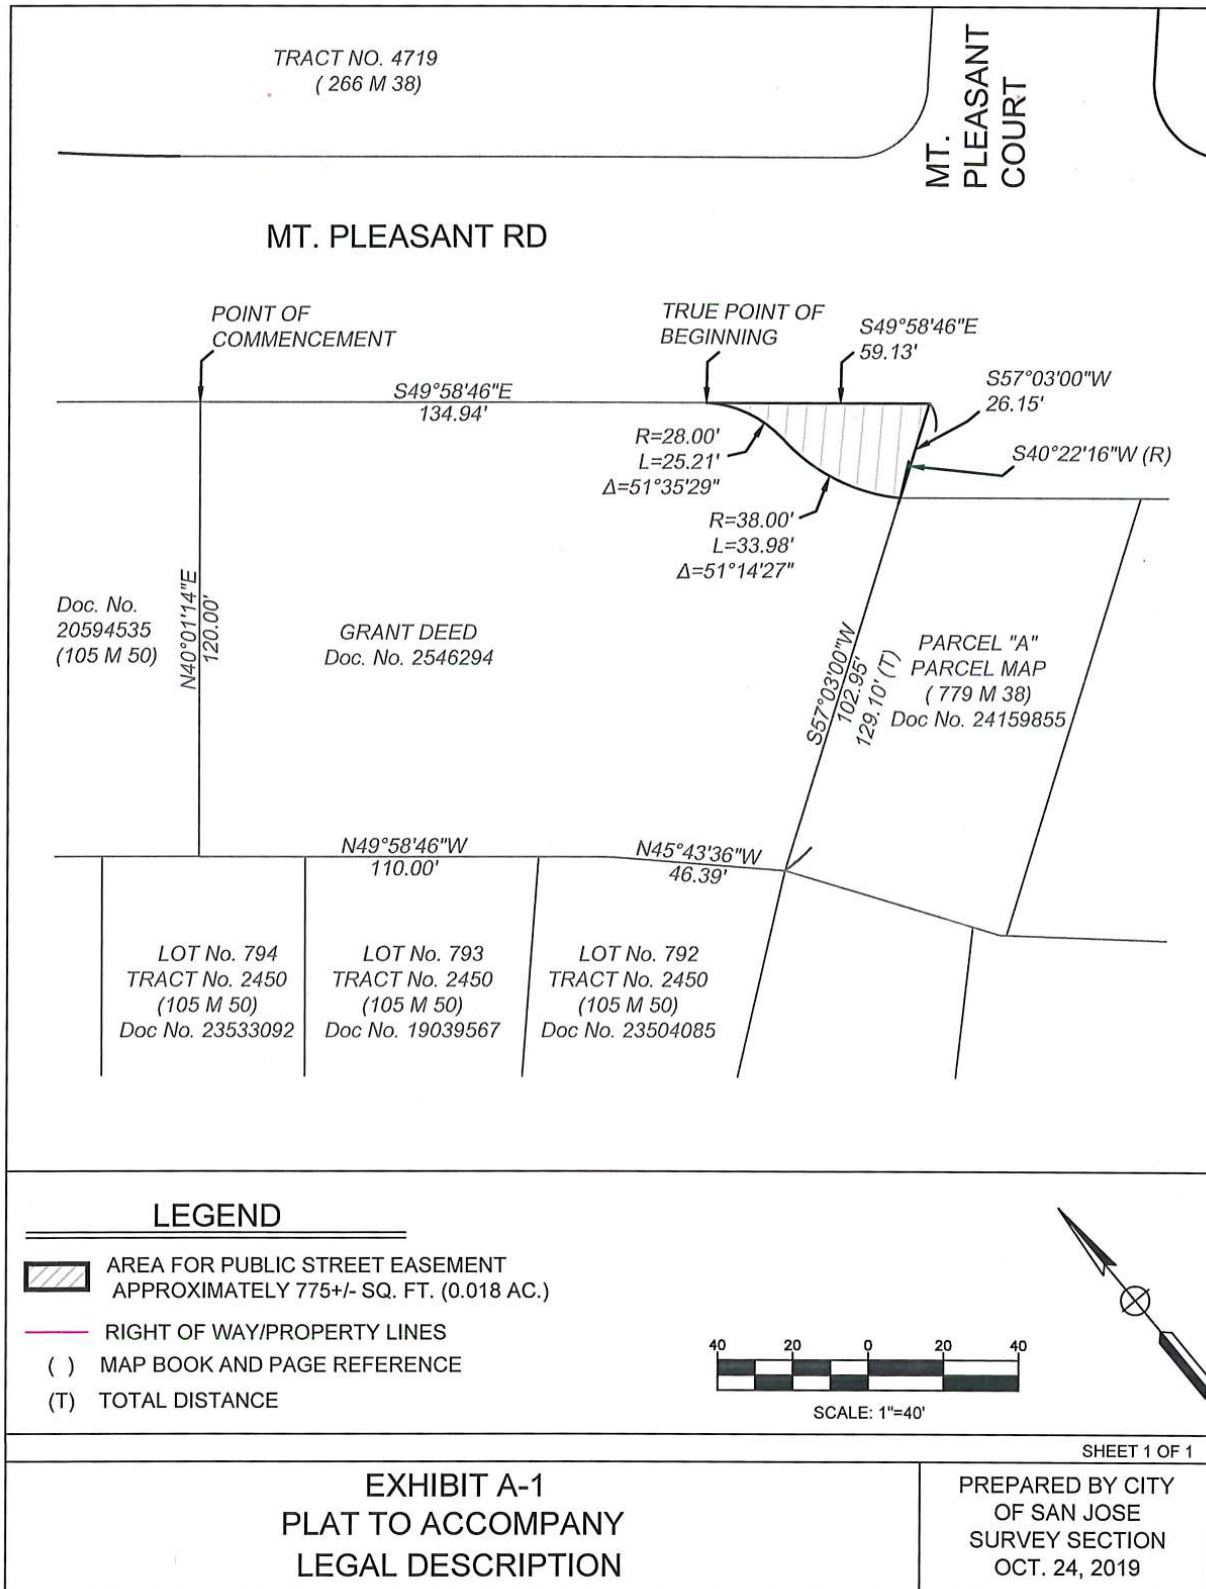 TRACT NO. 4719
( 266 M 38)
MT.
PLEASANT
COURT
MT. PLEASANT RD
POINT OF
COMMENCEMENT
TRUE POINT OF
BEGINNING
S49°58'46"E
59.13'
S57°03'00"W
26.15'
S49°58'46"E
134.94'
R=28.00'
L=25.21'
Δ=51°35'29"
S40°22'16"W (R)
R=38.00'
L=33.98'
Δ=51°14'27"
Doc. No.
20594535
(105 M 50)
N40°01'14"E
120.00'
GRANT DEED
Doc. No. 2546294
S57°03'00"W
102.95'
129.10' (T)
PARCEL "A"
PARCEL MAP
( 779 M 38)
Doc No. 24159855
N49°58'46"W
110.00'
N45°43'36"W
46.39'
LOT No. 794
TRACT No. 2450
(105 M 50)
Doc No. 23533092
LOT No. 793
TRACT No. 2450
(105 M 50)
Doc No. 19039567
LOT No. 792
TRACT No. 2450
(105 M 50)
Doc No. 23504085
LEGEND
AREA FOR PUBLIC STREET EASEMENT
APPROXIMATELY 775+/- SQ. FT. (0.018 AC.)
RIGHT OF WAY/PROPERTY LINES
( ) MAP BOOK AND PAGE REFERENCE
(T) TOTAL DISTANCE
40 20 0 20 40
SCALE: 1"=40'
SHEET 1 OF 1
EXHIBIT A-1
PLAT TO ACCOMPANY
LEGAL DESCRIPTION
PREPARED BY CITY
OF SAN JOSE
SURVEY SECTION
OCT. 24, 2019